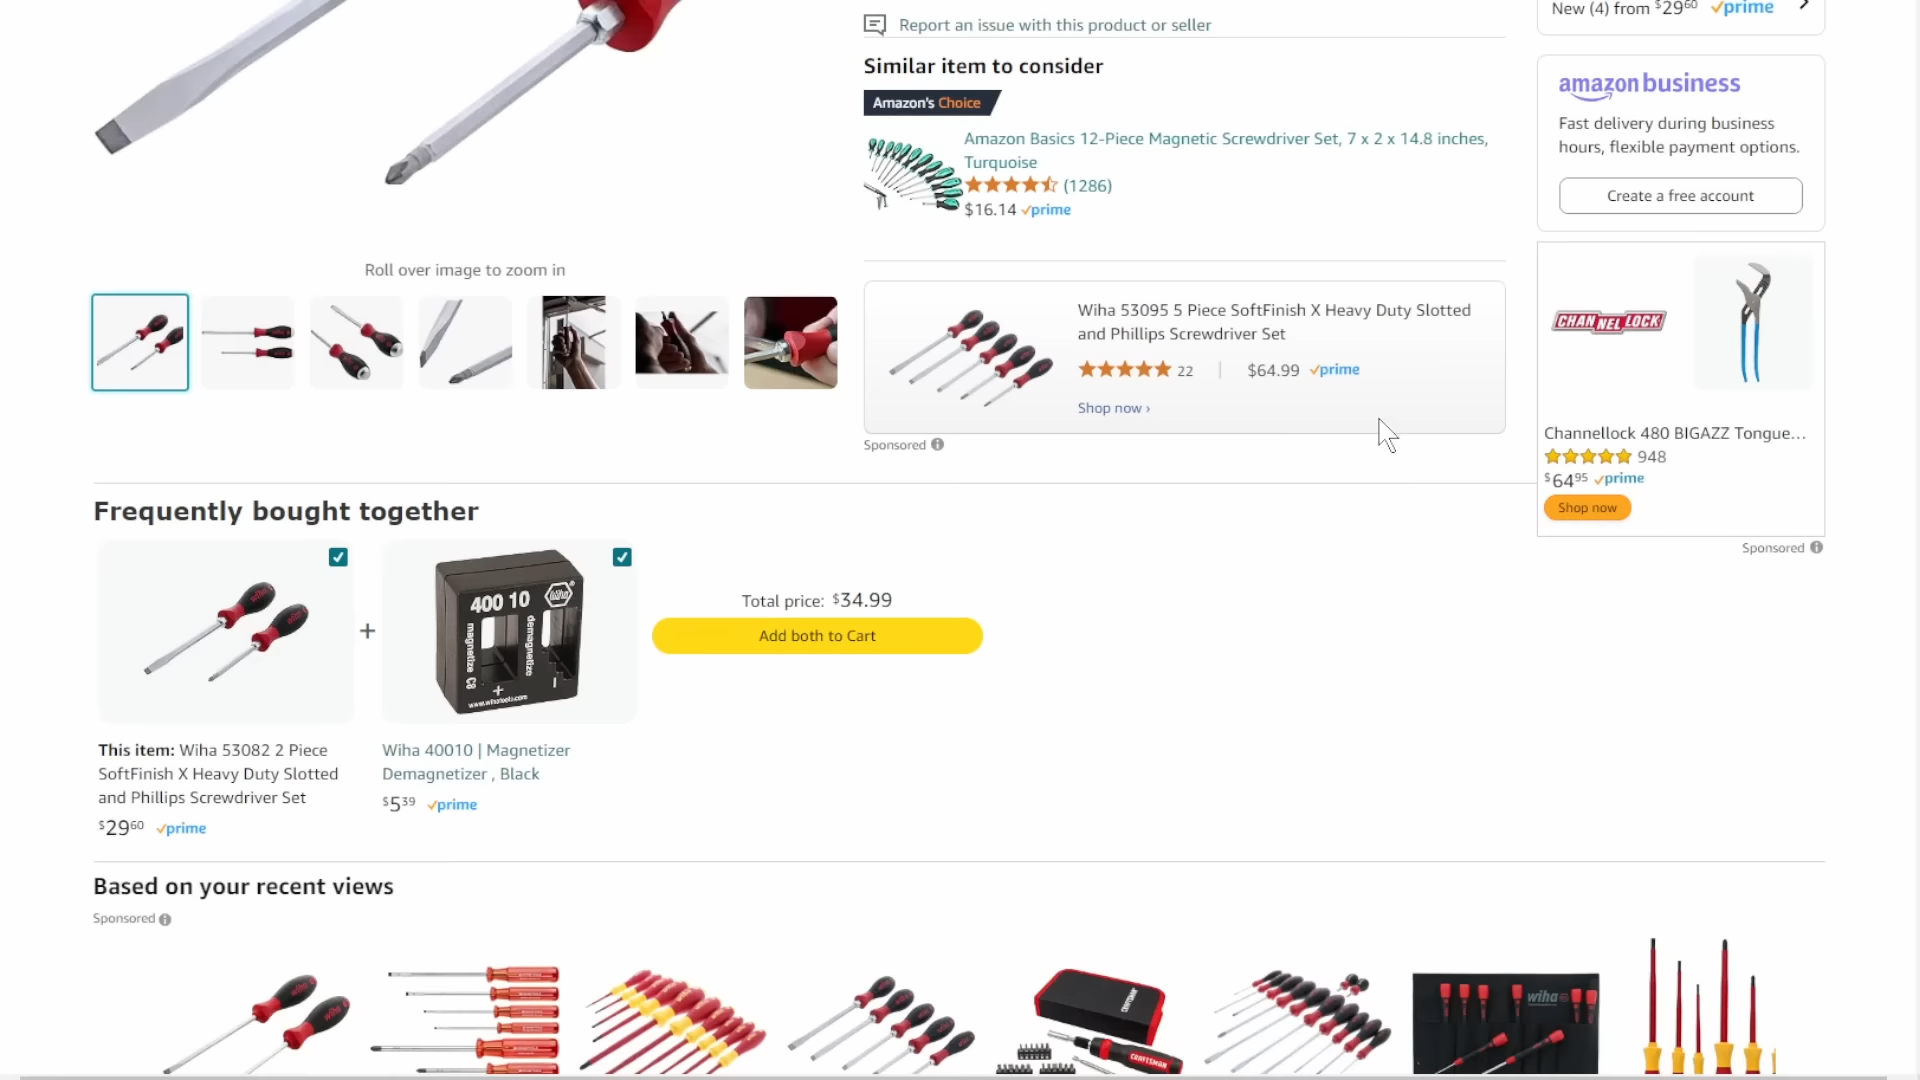 Report an issue with this product or seller
Similar item to consider
Amazon's Choice
Amazon Basics 12-Piece Magnetic Screwdriver Set, 7 x 2 x 14.8 inches,
Turquoise
(1286)
$16.14 prime
New (4) from $2960 prime
amazon business
Fast delivery during business
hours, flexible payment options.
Create a free account
Roll over image to zoom in
Wiha 53095 5 Piece SoftFinish X Heavy Duty Slotted
and Phillips Screwdriver Set
22 | $64.99 prime
Shop now ›
Sponsored
CHANNELLOCK
Channellock 480 BIGAZZ Tongue...
948
$6495 prime
Shop now
Sponsored
Frequently bought together
400 10
wiha
magnetize
demagnetize
www.wihatools.com
+
Total price: $34.99
Add both to Cart
This item: Wiha 53082 2 Piece
SoftFinish X Heavy Duty Slotted
and Phillips Screwdriver Set
$2960 prime
Wiha 40010 | Magnetizer
Demagnetizer , Black
$539 prime
Based on your recent views
Sponsored
CRAFTSMAN
wiha